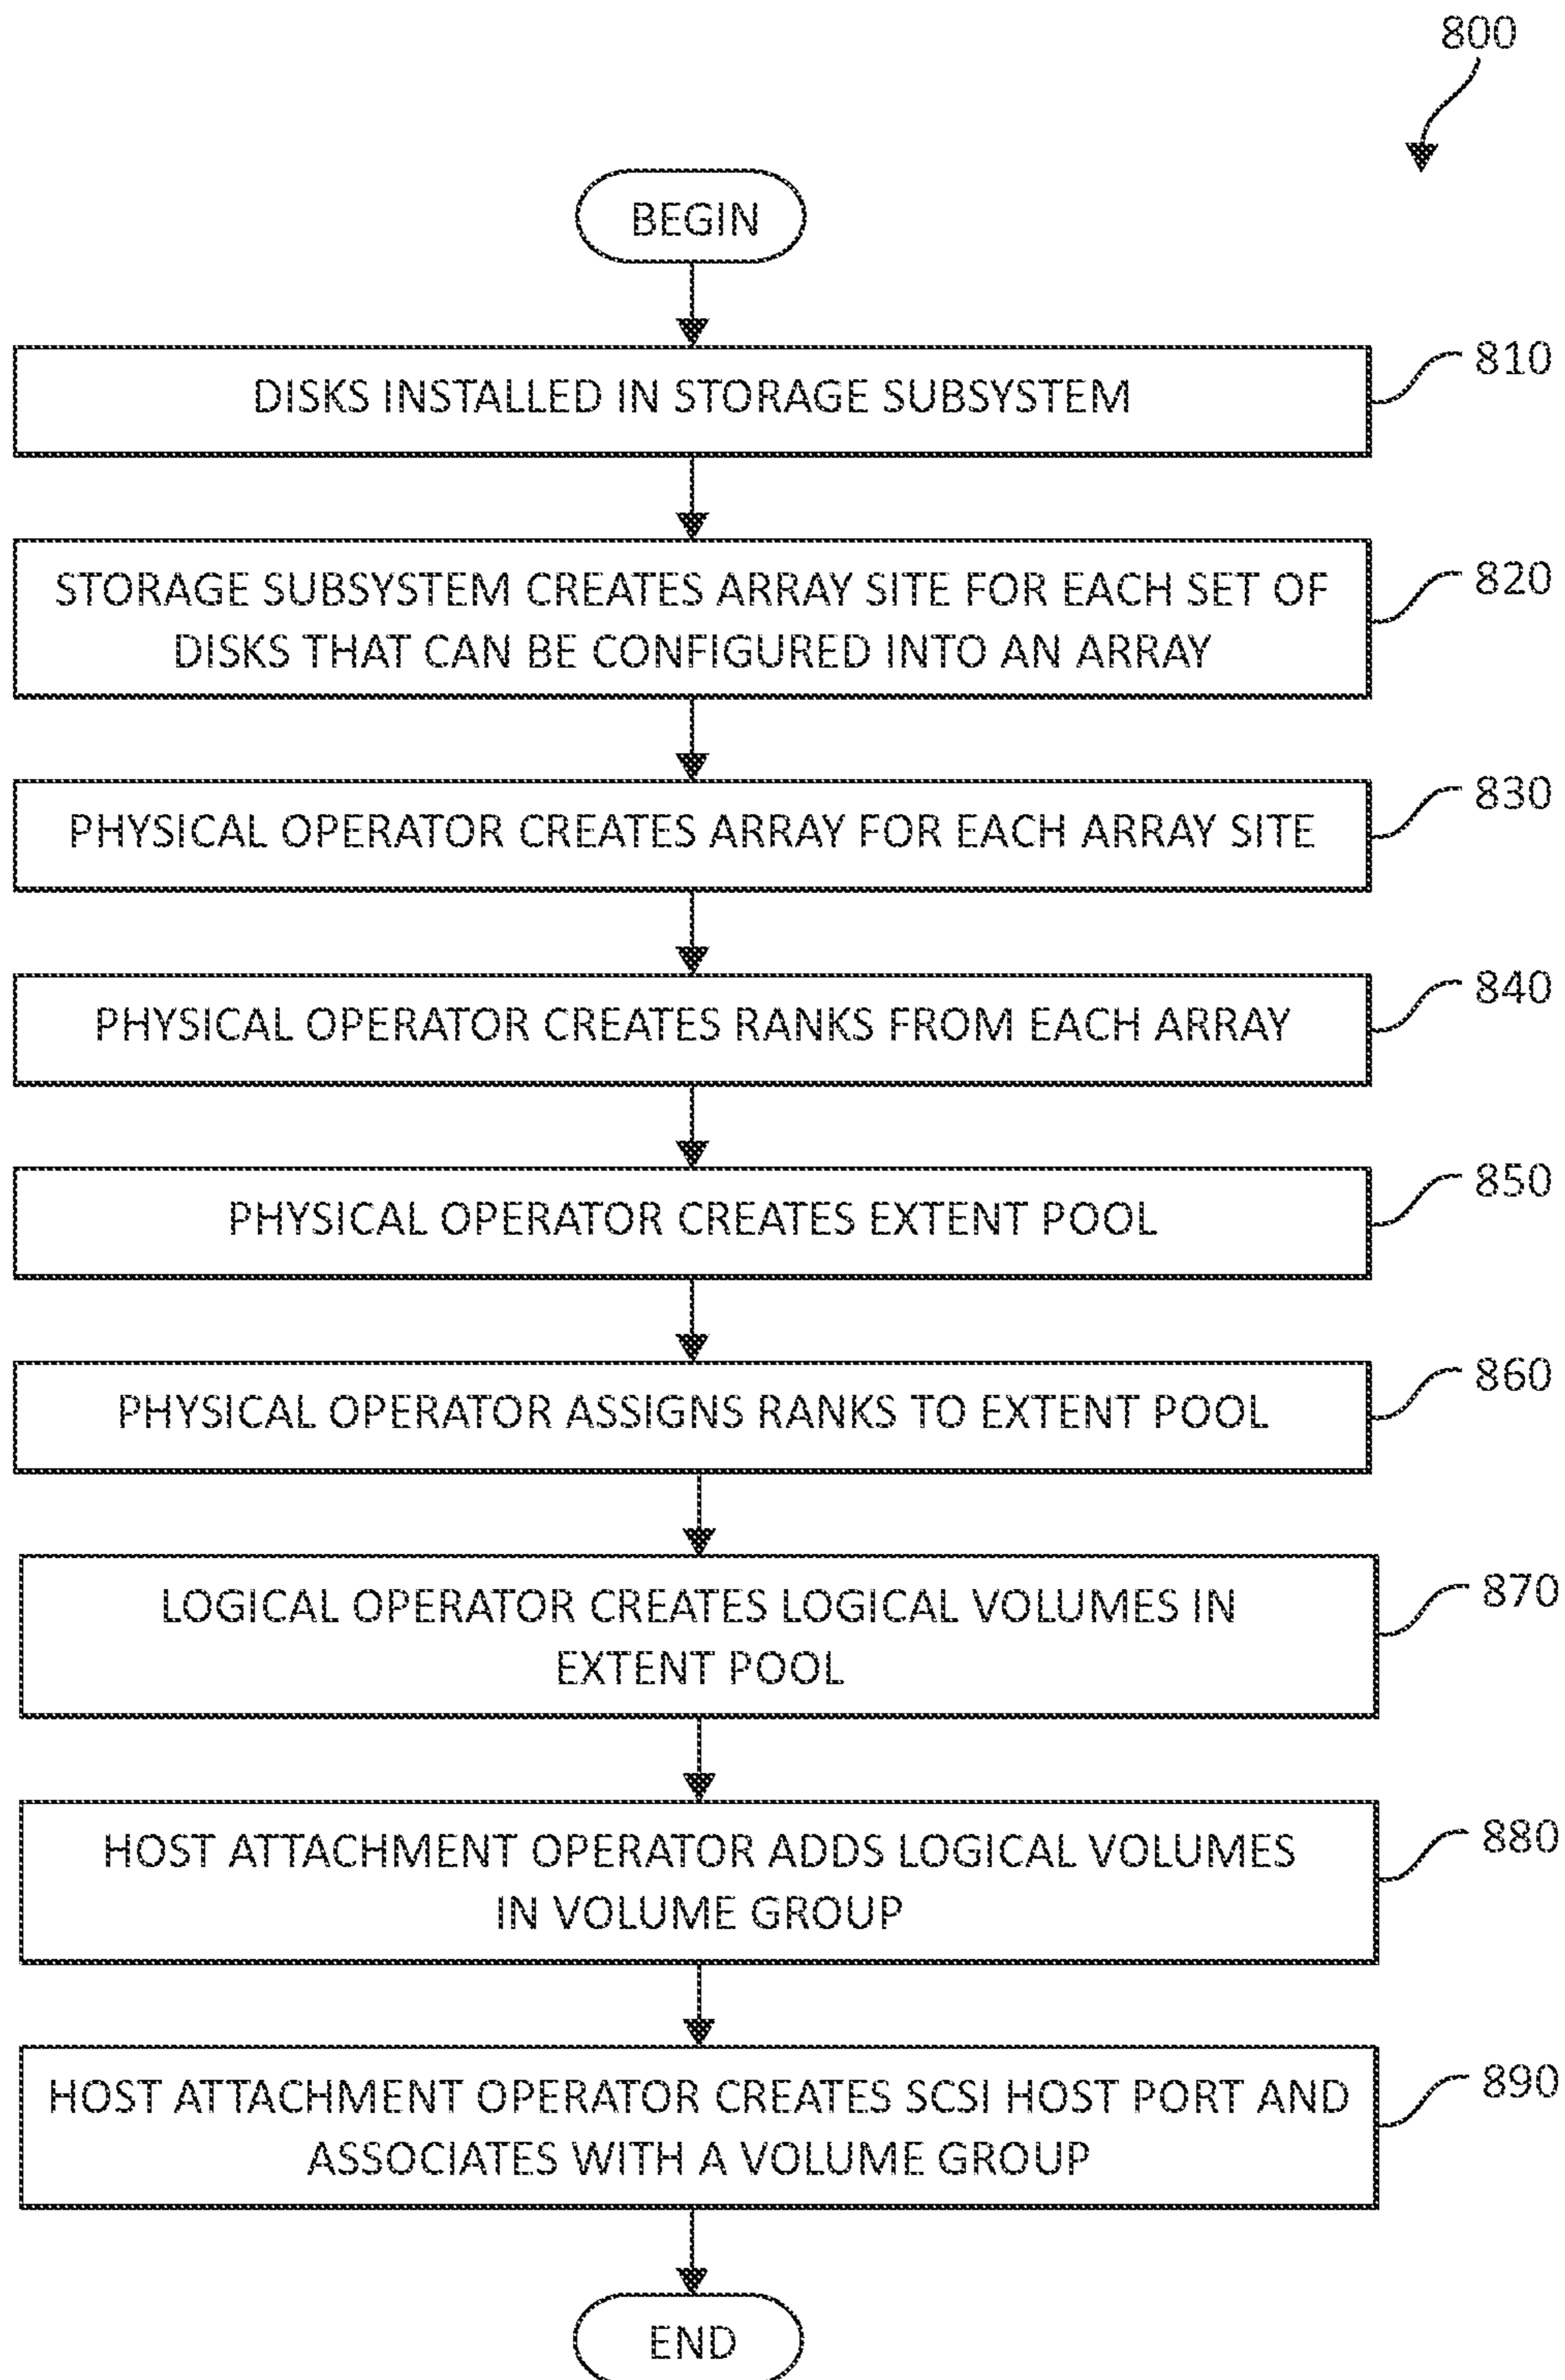 800
BEGIN
DISKS INSTALLED IN STORAGE SUBSYSTEM
810
STORAGE SUBSYSTEM CREATES ARRAY SITE FOR EACH SET OF
DISKS THAT CAN BE CONFIGURED INTO AN ARRAY
820
PHYSICAL OPERATOR CREATES ARRAY FOR EACH ARRAY SITE
830
PHYSICAL OPERATOR CREATES RANKS FROM EACH ARRAY
840
PHYSICAL OPERATOR CREATES EXTENT POOL
850
PHYSICAL OPERATOR ASSIGNS RANKS TO EXTENT POOL
860
LOGICAL OPERATOR CREATES LOGICAL VOLUMES IN
EXTENT POOL
870
HOST ATTACHMENT OPERATOR ADDS LOGICAL VOLUMES
IN VOLUME GROUP
880
HOST ATTACHMENT OPERATOR CREATES SCSI HOST PORT AND
ASSOCIATES WITH A VOLUME GROUP
890
END